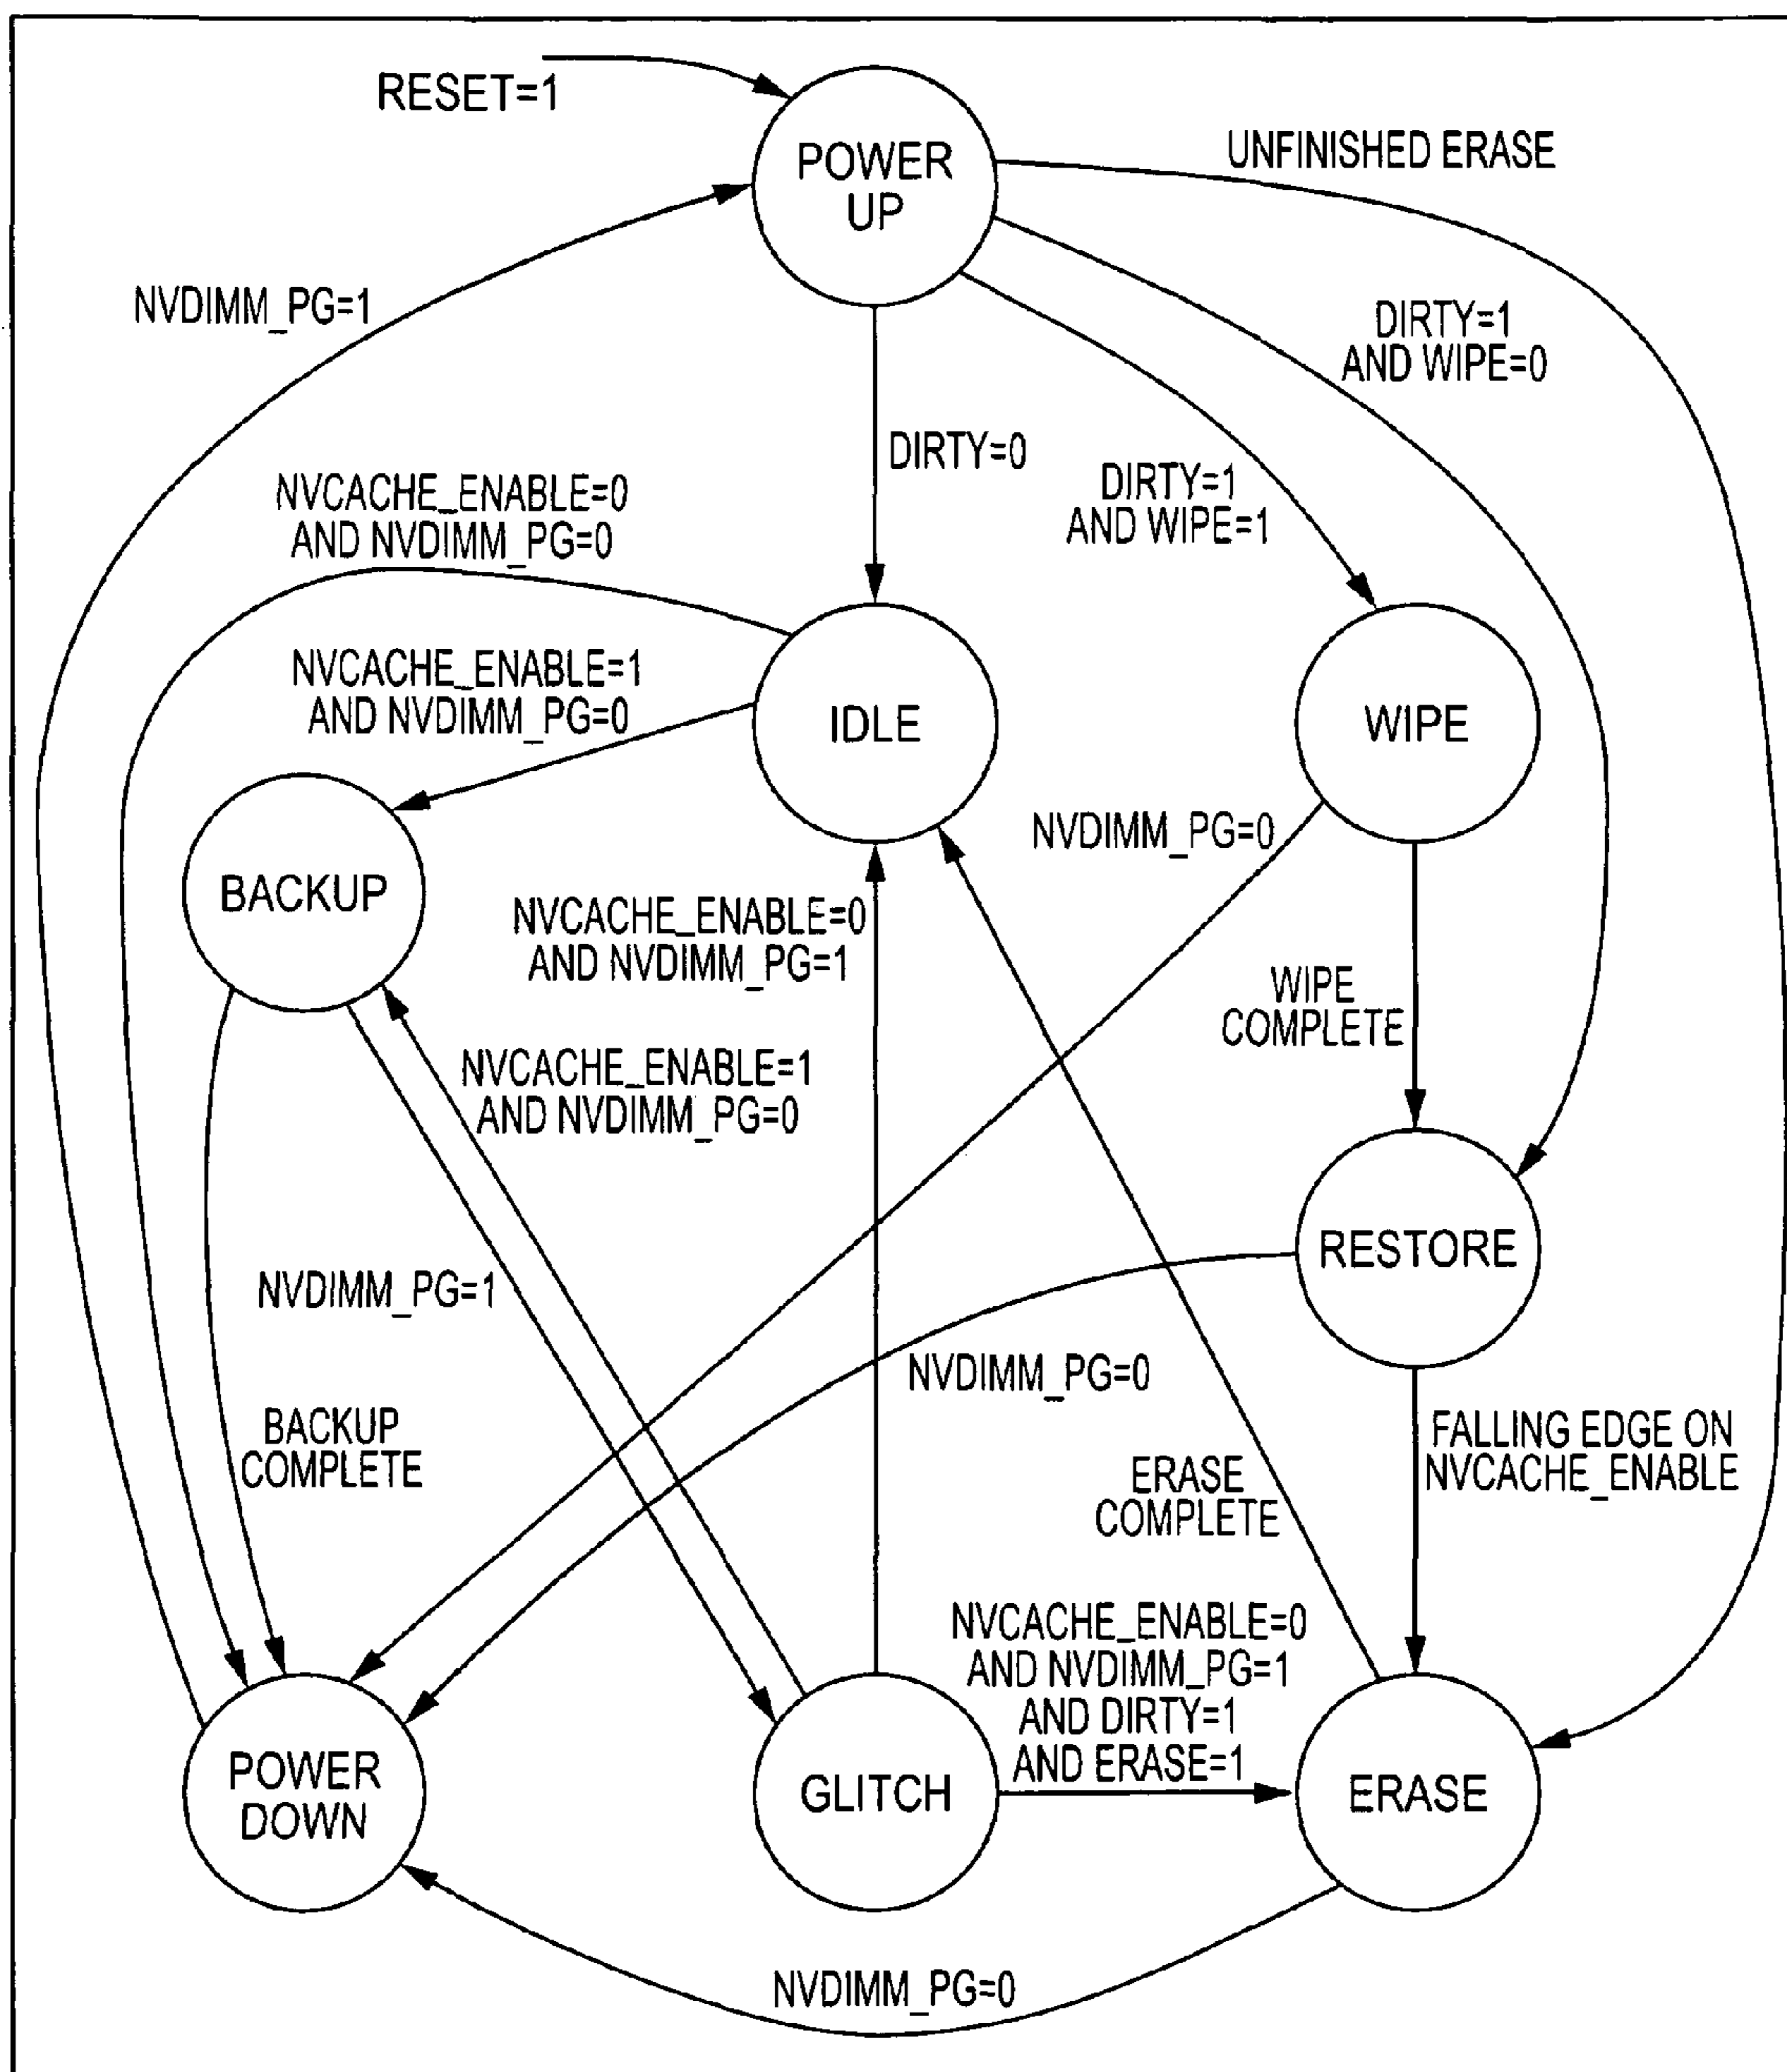 RESET=1
POWER
UP
UNFINISHED ERASE
NVDIMM_PG=1
DIRTY=1
AND WIPE=0
DIRTY=0
DIRTY=1
AND WIPE=1
NVCACHE_ENABLE=0
AND NVDIMM_PG=0
NVCACHE_ENABLE=1
AND NVDIMM_PG=0
IDLE
WIPE
NVDIMM_PG=0
BACKUP
NVCACHE_ENABLE=0
AND NVDIMM_PG=1
WIPE
COMPLETE
NVCACHE_ENABLE=1
AND NVDIMM_PG=0
RESTORE
NVDIMM_PG=1
NVDIMM_PG=0
BACKUP
COMPLETE
FALLING EDGE ON
NVCACHE_ENABLE
ERASE
COMPLETE
NVCACHE_ENABLE=0
AND NVDIMM_PG=1
AND DIRTY=1
AND ERASE=1
POWER
DOWN
GLITCH
ERASE
NVDIMM_PG=0